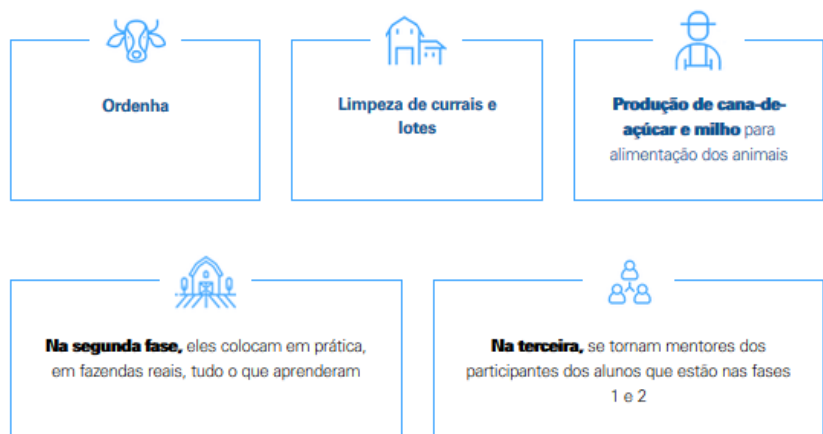 Ordenha
Limpeza de currais e
lotes
Produção de cana-de-
açúcar e milho para
alimentação dos animais
Na segunda fase, eles colocam em prática,
em fazendas reais, tudo o que aprenderam
Na terceira, se tornam mentores dos
participantes dos alunos que estão nas fases
1 e 2